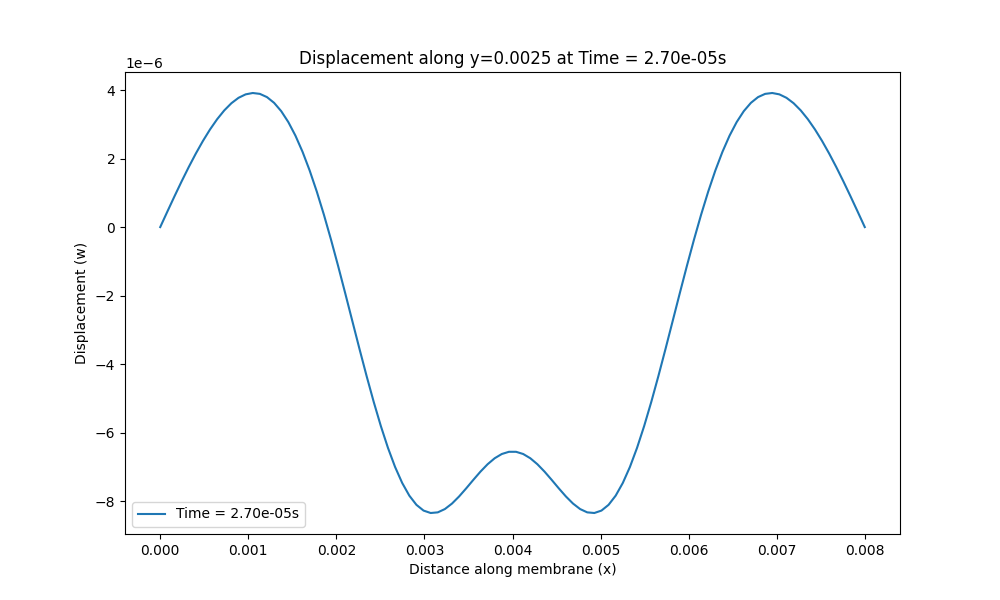 Displacement along y=0.0025 at Time = 2.70e-05s
1e−6
4
2
0
−2
−4
−6
−8
Displacement (w)
Time = 2.70e-05s
0.000 0.001 0.002 0.003 0.004 0.005 0.006 0.007 0.008
Distance along membrane (x)